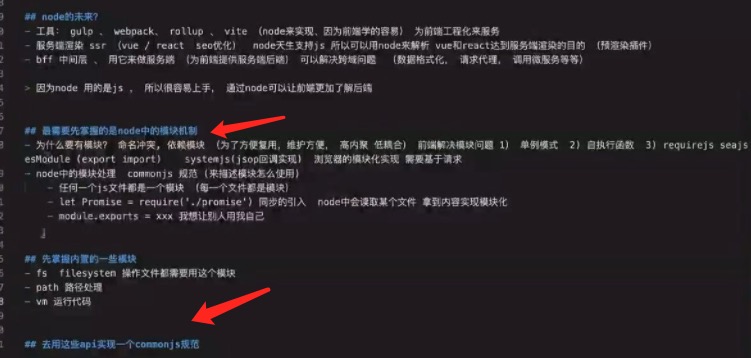 ## node的未来?
- 工具: gulp 、 webpack、 rollup 、 vite (node来实现、因为前端学的容易) 为前端工程化来服务
- 服务端渲染 ssr (vue / react seo优化) node天生支持js 所以可以用node来解析 vue和react达到服务端渲染的目的 (预渲染插件)
- bff 中间层 、 用它来做服务端 (为前端提供服务端后端) 可以解决跨域问题 (数据格式化, 请求代理, 调用微服务等等)
> 因为node 用的是js , 所以很容易上手, 通过node可以让前端更加了解后端
## 最需要先掌握的是node中的模块机制
- 为什么要有模块? 命名冲突, 依赖模块 (为了方便复用, 维护方便, 高内聚 低耦合) 前端解决模块问题 1) 单例模式 2) 自执行函数 3) requirejs seajs
esModule (export import) systemjs(jsop回调实现) 浏览器的模块化实现 需要基于请求
- node中的模块处理 commonjs 规范 (来描述模块怎么使用)
- 任何一个js文件都是一个模块 (每一个文件都是模块)
- let Promise = require('./promise') 同步的引入 node中会读取某个文件 拿到内容实现模块化
- module.exports = xxx 我想让别人用我自己
## 先掌握内置的一些模块
- fs filesystem 操作文件都需要用这个模块
- path 路径处理
- vm 运行代码
## 去用这些api实现一个commonjs规范